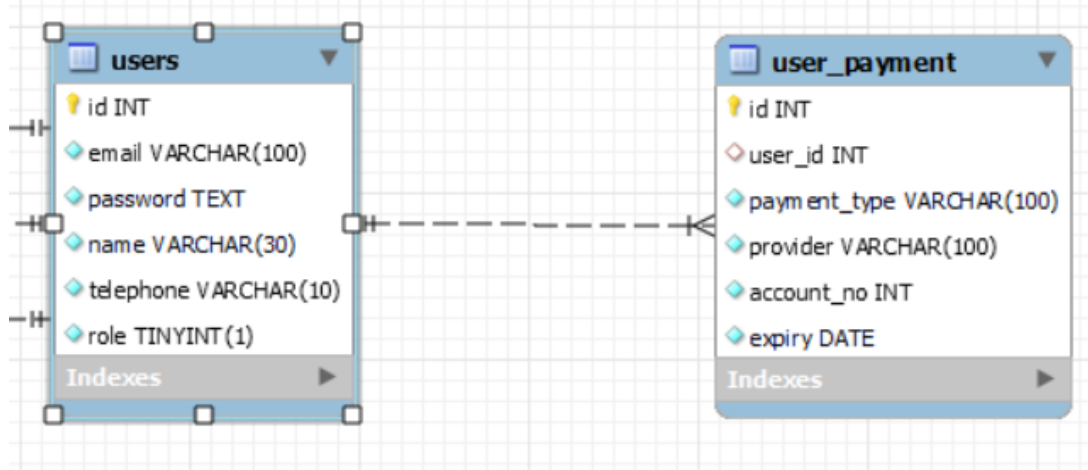 users
id INT
email VARCHAR(100)
password TEXT
name VARCHAR(30)
telephone VARCHAR(10)
role TINYINT(1)
Indexes
user_payment
id INT
user_id INT
payment_type VARCHAR(100)
provider VARCHAR(100)
account_no INT
expiry DATE
Indexes